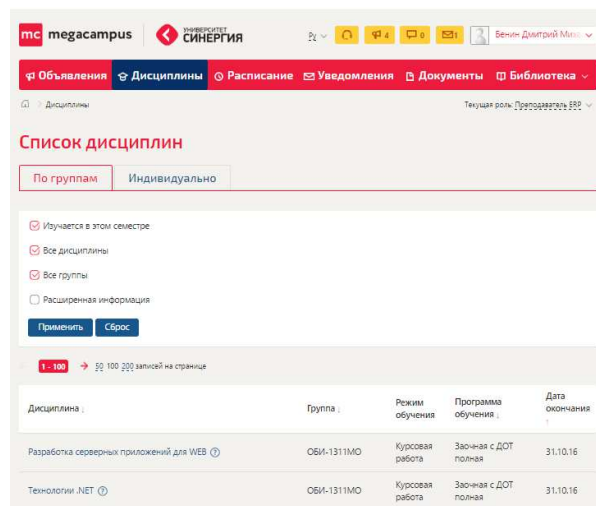 mc megacampus УНИВЕРСИТЕТ СИНЕРГИЯ Ру 4 0 1 Бенин Дмитрий Миха
Объявления Дисциплины Расписание Уведомления Документы Библиотека
Дисциплины Текущая роль: Преподаватель ERP
Список дисциплин
По группам Индивидуально
Изучается в этом семестре
Все дисциплины
Все группы
Расширенная информация
Применить Сброс
1 - 100 → 50 100 200 записей на странице
Дисциплина ↓ Группа ↓ Режим обучения Программа обучения ↓ Дата окончания ↑
Разработка серверных приложений для WEB ? ОБИ-1311МО Курсовая работа Заочная с ДОТ полная 31.10.16
Технологии .NET ? ОБИ-1311МО Курсовая работа Заочная с ДОТ полная 31.10.16